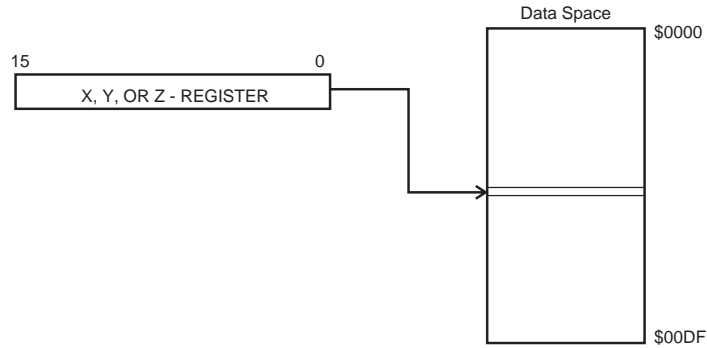 Data Space
$0000
15 0
X, Y, OR Z - REGISTER
$00DF